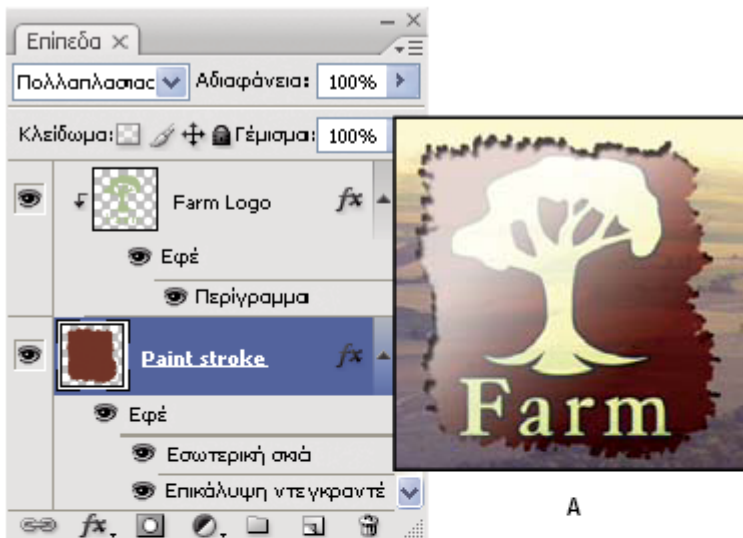 Επίπεδα
Πολλαπλασιασ Αδιαφάνεια: 100%
Κλείδωμα: Γέμισμα: 100%
Farm Logo fx
Εφέ
Περίγραμμα
Paint stroke fx
Εφέ
Εσωτερική σκιά
Επικάλυψη ντεγκραντέ
fx
Farm
A